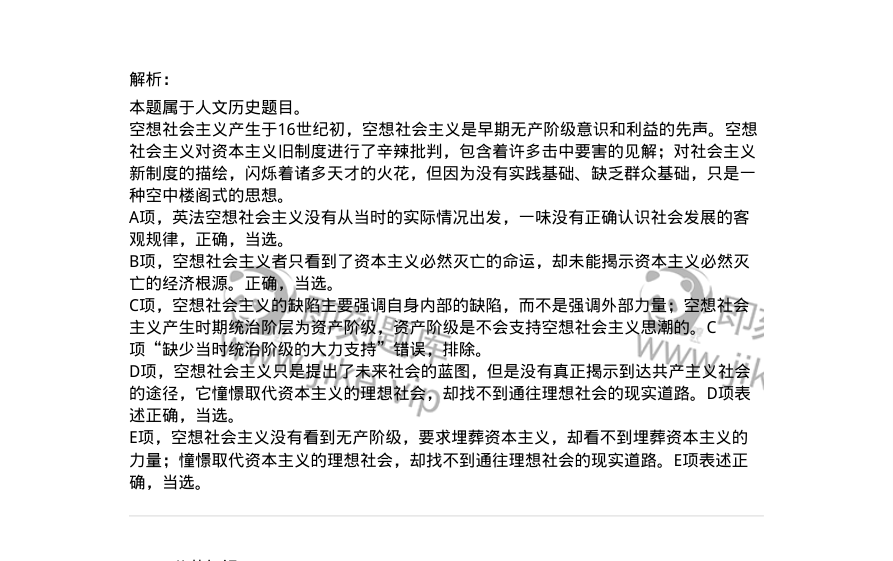 解析：
本题属于人文历史题目。
空想社会主义产生于16世纪初，空想社会主义是早期无产阶级意识和利益的先声。空想
社会主义对资本主义旧制度进行了辛辣批判，包含着许多击中要害的见解；对社会主义
新制度的描绘，闪烁着诸多天才的火花，但因为没有实践基础、缺乏群众基础，只是一
种空中楼阁式的思想。
A项，英法空想社会主义没有从当时的实际情况出发，一味没有正确认识社会发展的客
观规律，正确，当选。
B项，空想社会主义者只看到了资本主义必然灭亡的命运，却未能揭示资本主义必然灭
亡的经济根源。正确，当选。
C项，空想社会主义的缺陷主要强调自身内部的缺陷，而不是强调外部力量；空想社会
主义产生时期统治阶层为资产阶级，资产阶级是不会支持空想社会主义思潮的。C
项“缺少当时统治阶级的大力支持”错误，排除。
D项，空想社会主义只是提出了未来社会的蓝图，但是没有真正揭示到达共产主义社会
的途径，它憧憬取代资本主义的理想社会，却找不到通往理想社会的现实道路。D项表
述正确，当选。
E项，空想社会主义没有看到无产阶级，要求埋葬资本主义，却看不到埋葬资本主义的
力量；憧憬取代资本主义的理想社会，却找不到通往理想社会的现实道路。E项表述正
确，当选。
即刻题库
www.jike.vip
即刻
www.jik